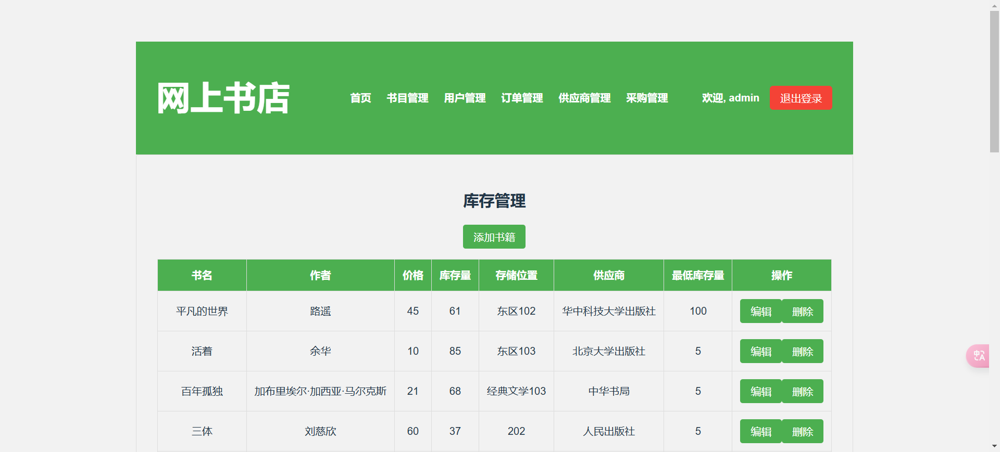 网上书店
首页 书目管理 用户管理 订单管理 供应商管理 采购管理 欢迎, admin 退出登录
库存管理
添加书籍
书名 作者 价格 库存量 存储位置 供应商 最低库存量 操作
平凡的世界 路遥 45 61 东区102 华中科技大学出版社 100 编辑 删除
活着 余华 10 85 东区103 北京大学出版社 5 编辑 删除
百年孤独 加布里埃尔·加西亚·马尔克斯 21 68 经典文学103 中华书局 5 编辑 删除
三体 刘慈欣 60 37 202 人民出版社 5 编辑 删除
中A